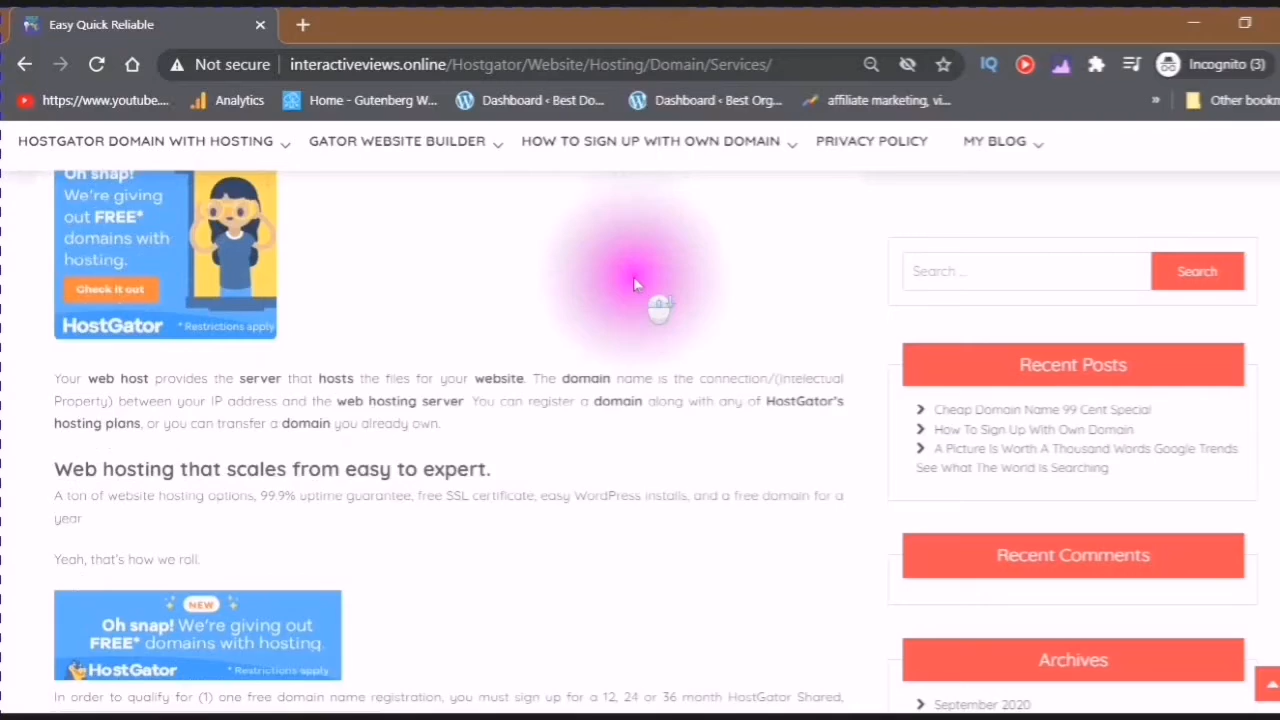 Easy Quick Reliable
Not secure | interactiveviews.online/Hostgator/Website/Hosting/Domain/Services/
IQ
Incognito (3)
https://www.youtube....
Analytics
Home - Gutenberg W...
Dashboard ‹ Best Do...
Dashboard ‹ Best Org...
affiliate marketing, vi...
»
Other bookm
HOSTGATOR DOMAIN WITH HOSTING
GATOR WEBSITE BUILDER
HOW TO SIGN UP WITH OWN DOMAIN
PRIVACY POLICY
MY BLOG
Oh snap!
We're giving
out FREE*
domains with
hosting.
Check it out
HostGator
* Restrictions apply
Your web host provides the server that hosts the files for your website. The domain name is the connection/(Intelectual
Property) between your IP address and the web hosting server. You can register a domain along with any of HostGator's
hosting plans, or you can transfer a domain you already own.
Web hosting that scales from easy to expert.
A ton of website hosting options, 99.9% uptime guarantee, free SSL certificate, easy WordPress installs, and a free domain for a
year
Yeah, that's how we roll.
NEW
Oh snap! We're giving out
FREE* domains with hosting.
HostGator
* Restrictions apply
In order to qualify for (1) one free domain name registration, you must sign up for a 12, 24 or 36 month HostGator Shared,
Search ...
Search
Recent Posts
Cheap Domain Name 99 Cent Special
How To Sign Up With Own Domain
A Picture Is Worth A Thousand Words Google Trends
See What The World Is Searching
Recent Comments
Archives
September 2020